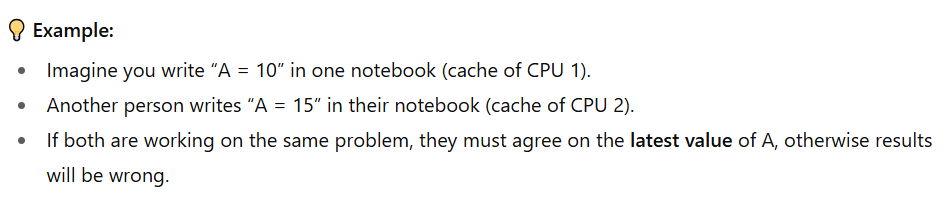 💡 Example:
• Imagine you write “A = 10” in one notebook (cache of CPU 1).
• Another person writes “A = 15” in their notebook (cache of CPU 2).
• If both are working on the same problem, they must agree on the latest value of A, otherwise results
will be wrong.